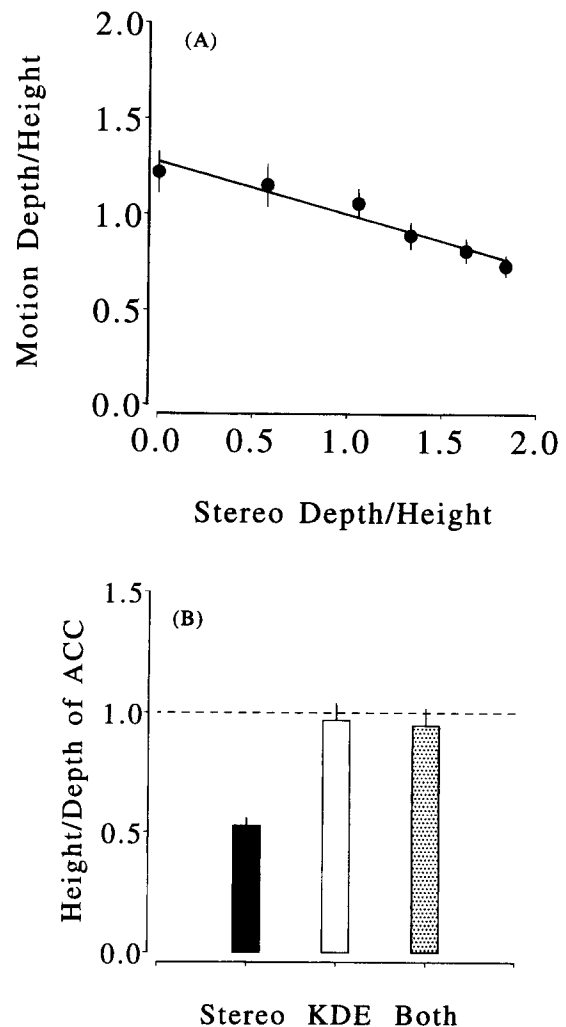 (A)
Motion Depth/Height
2.0
1.5
1.0
0.5
0.0
0.0 0.5 1.0 1.5 2.0
Stereo Depth/Height
(B)
Height/Depth of ACC
1.5
1.0
0.5
0.0
Stereo KDE Both